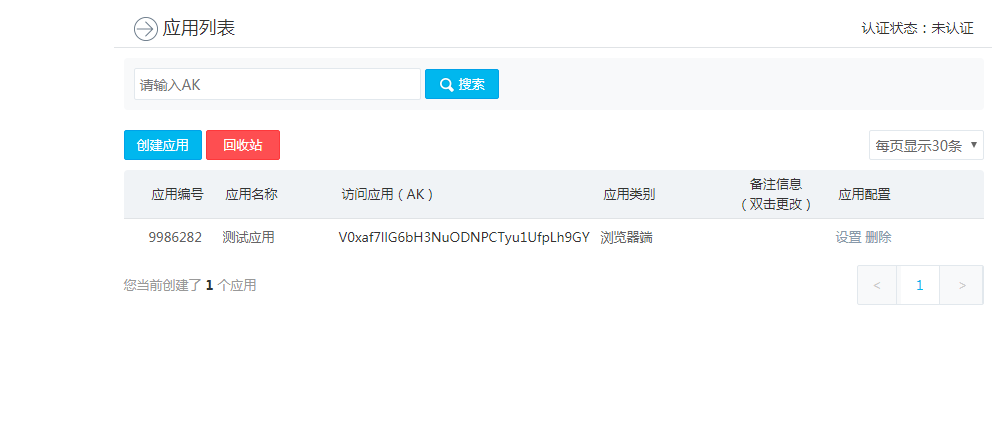 应用列表
认证状态：未认证
请输入AK
搜索
创建应用 回收站
每页显示30条
应用编号 应用名称 访问应用（AK） 应用类别 备注信息（双击更改） 应用配置
9986282 测试应用 V0xaf7lIG6bH3NuODNPCTyu1UfpLh9GY 浏览器端 设置 删除
您当前创建了 1 个应用
< 1 >